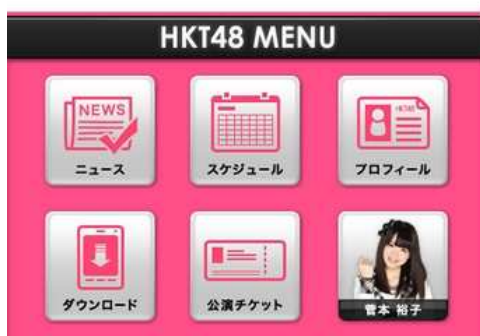 HKT48 MENU
NEWS
HKT48
ニュース
スケジュール
プロフィール
ダウンロード
公演チケット
菅本 裕子